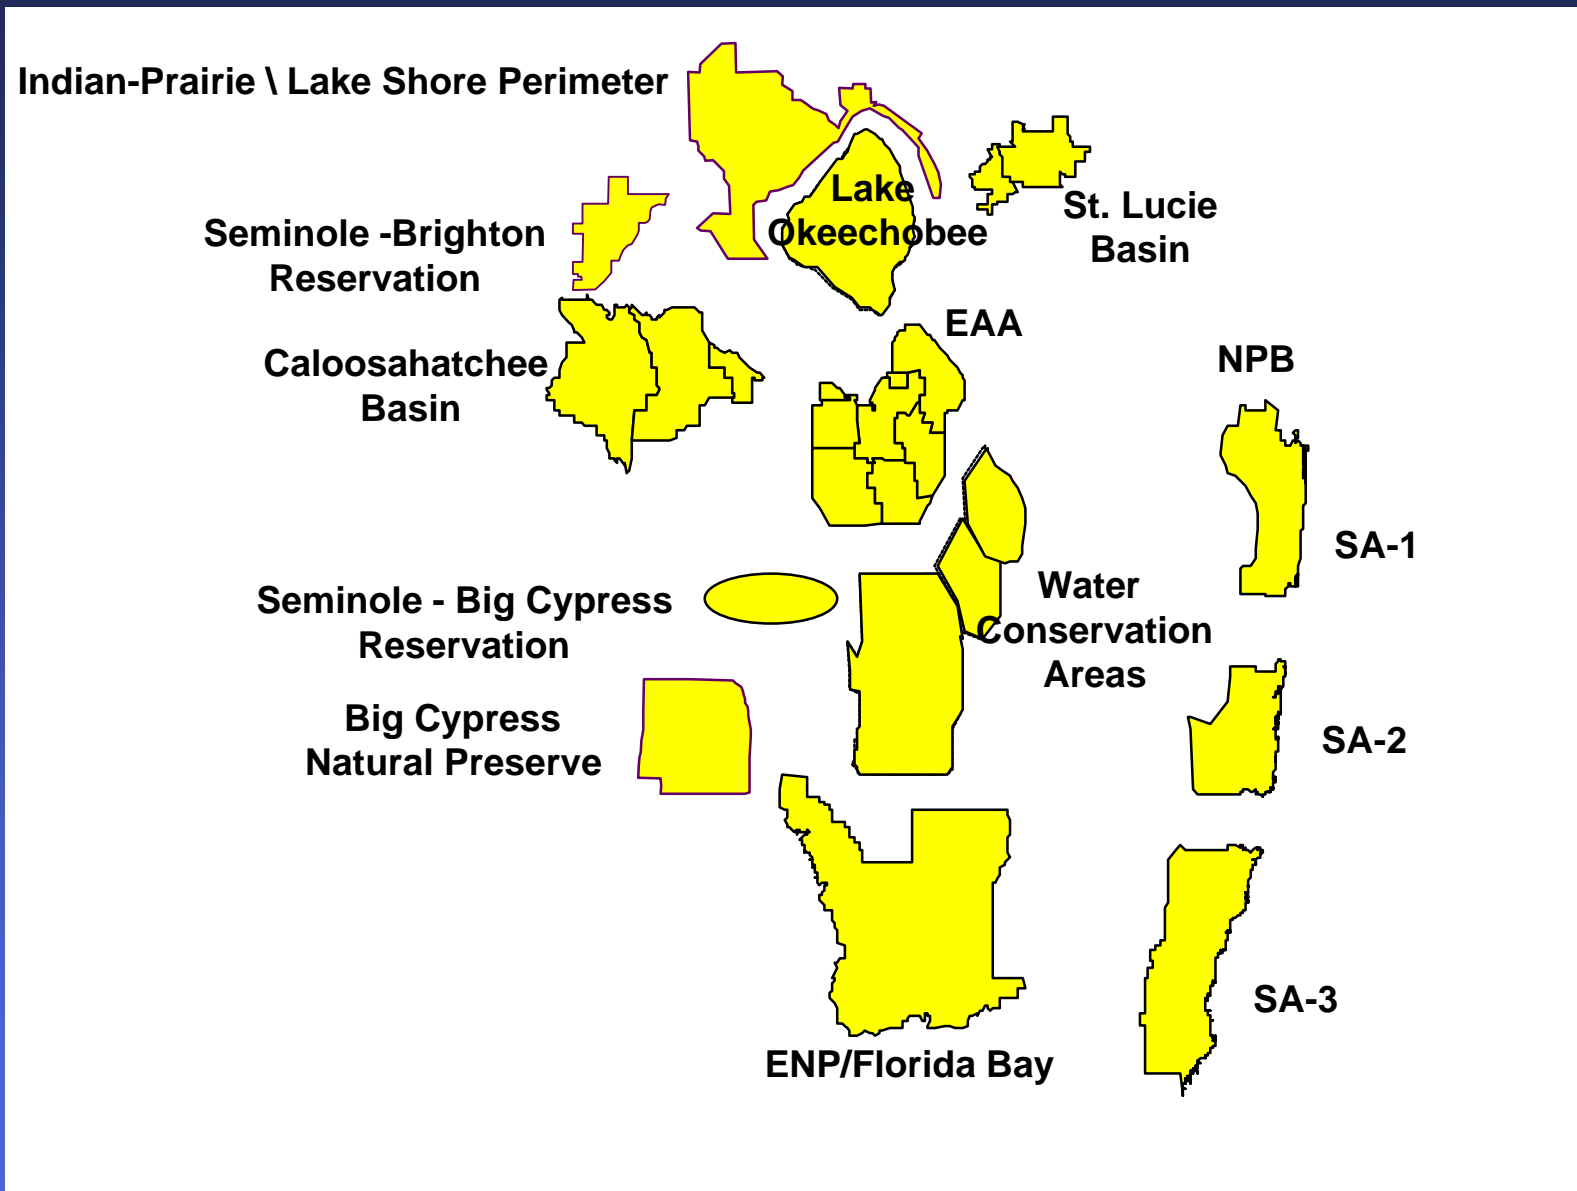 Indian-Prairie \ Lake Shore Perimeter
Lake
Okeechobee
St. Lucie
Basin
Seminole -Brighton
Reservation
EAA
Caloosahatchee
Basin
NPB
SA-1
Seminole - Big Cypress
Reservation
Water
Conservation
Areas
Big Cypress
Natural Preserve
SA-2
SA-3
ENP/Florida Bay